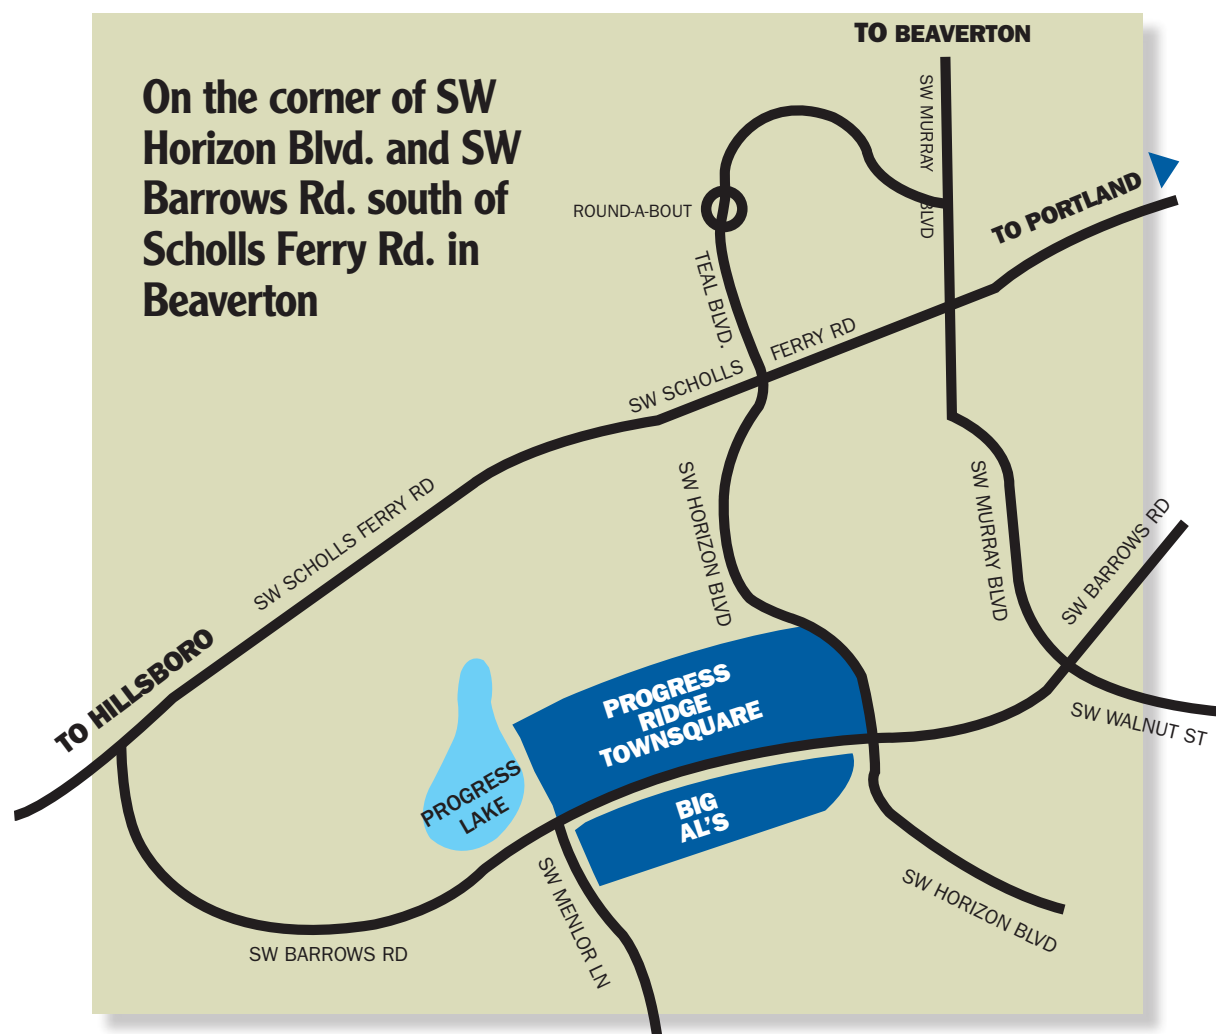 TO BEAVERTON
On the corner of SW
Horizon Blvd. and SW
Barrows Rd. south of
Scholls Ferry Rd. in
Beaverton
SW MURRAY BLVD
TO PORTLAND
ROUND-A-BOUT
TEAL BLVD.
SW SCHOLLS FERRY RD
SW SCHOLLS FERRY RD
SW HORIZON BLVD
SW MURRAY BLVD
SW BARROWS RD
TO HILLSBORO
PROGRESS
RIDGE
TOWNSQUARE
SW WALNUT ST
PROGRESS
LAKE
BIG
AL'S
SW MENLOR LN
SW HORIZON BLVD
SW BARROWS RD